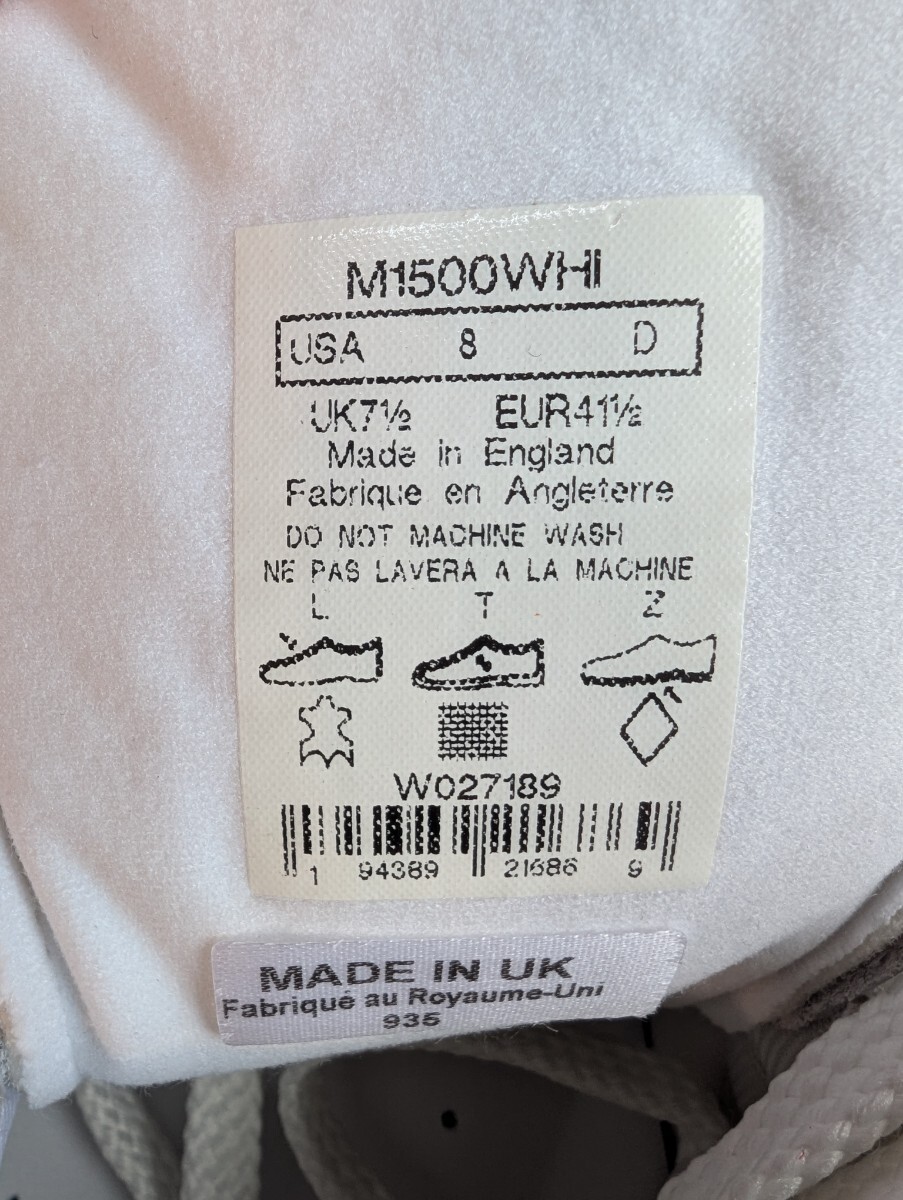 M1500WHI
USA 8 D
UK7½ EUR41½
Made in England
Fabrique en Angleterre
DO NOT MACHINE WASH
NE PAS LAVERA A LA MACHINE
L T Z
W027189
1 94389 21686 9
MADE IN UK
Fabriqué au Royaume-Uni
935